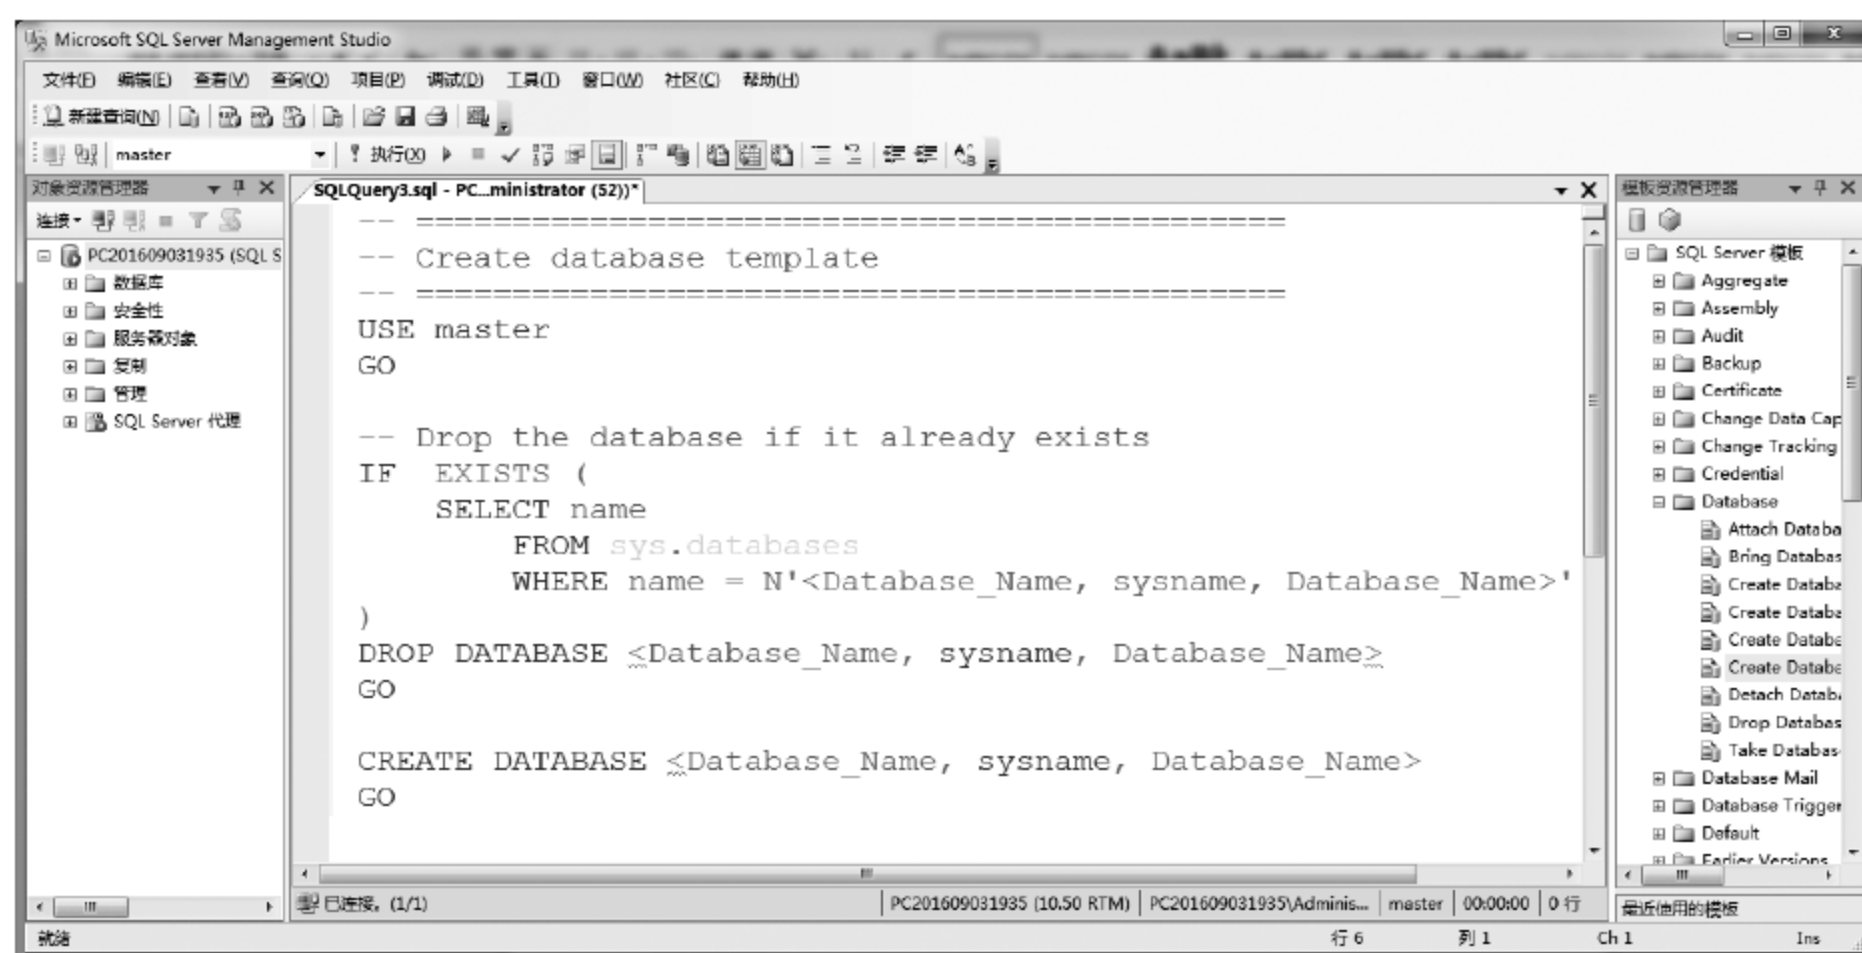 Microsoft SQL Server Management Studio
文件(F) 编辑(E) 查看(V) 查询(Q) 项目(P) 调试(D) 工具(T) 窗口(W) 社区(C) 帮助(H)
新建查询(N)
master 执行(X)
对象资源管理器
连接
PC201609031935 (SQL S
数据库
安全性
服务器对象
复制
管理
SQL Server 代理
SQLQuery3.sql - PC...ministrator (52))*
-- =============================================
-- Create database template
-- =============================================
USE master
GO
-- Drop the database if it already exists
IF EXISTS (
SELECT name
FROM sys.databases
WHERE name = N'<Database_Name, sysname, Database_Name>'
)
DROP DATABASE <Database_Name, sysname, Database_Name>
GO
CREATE DATABASE <Database_Name, sysname, Database_Name>
GO
已连接。(1/1) PC201609031935 (10.50 RTM) PC201609031935\Adminis... master 00:00:00 0 行
模板资源管理器
SQL Server 模板
Aggregate
Assembly
Audit
Backup
Certificate
Change Data Cap
Change Tracking
Credential
Database
Attach Databa
Bring Databas
Create Databa
Create Databa
Create Databa
Create Databa
Detach Databa
Drop Databas
Take Databas
Database Mail
Database Trigger
Default
Earlier Versions
最近使用的模板
就绪 行 6 列 1 Ch 1 Ins